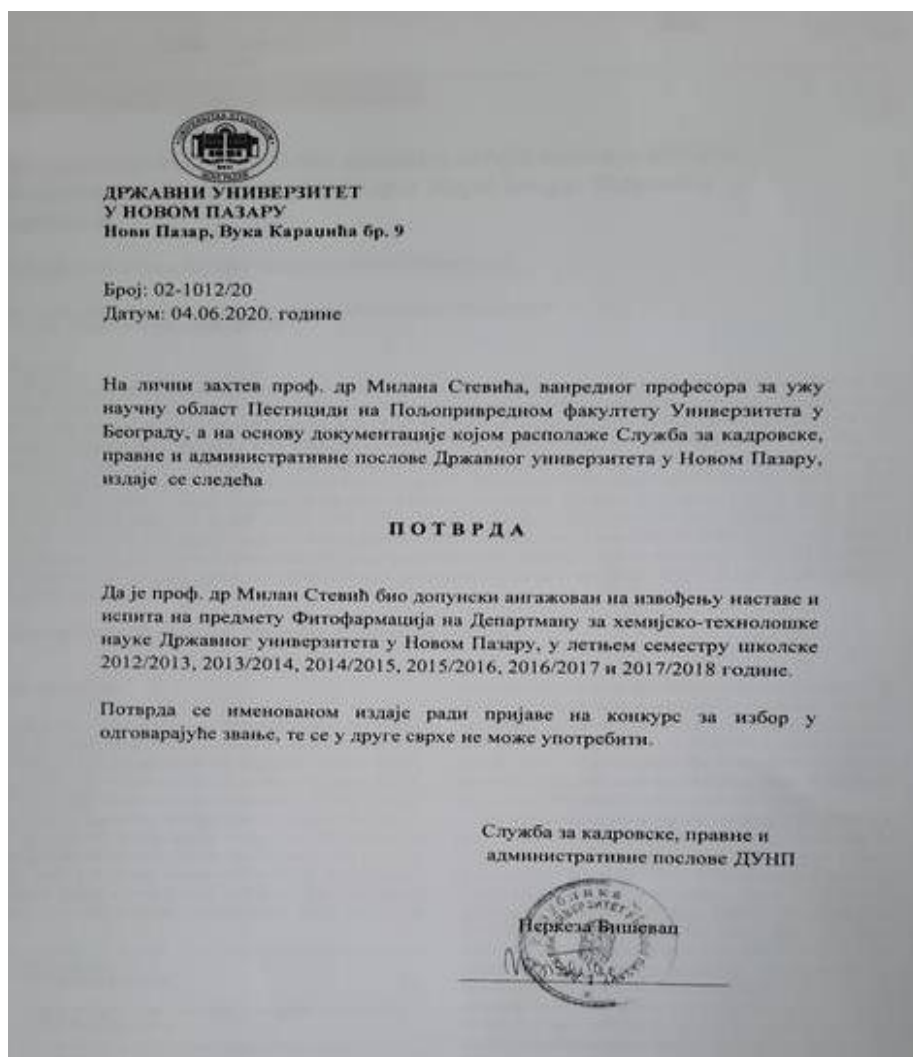 ДРЖАВНИ УНИВЕРЗИТЕТ
У НОВОМ ПАЗАРУ
Нови Пазар, Вука Караџића бр. 9
Број: 02-1012/20
Датум: 04.06.2020. године
На лични захтев проф. др Милана Стевића, ванредног професора за ужу
научну област Пестициди на Пољопривредном факултету Универзитета у
Београду, а на основу документације којом располаже Служба за кадровске,
правне и административне послове Државног универзитета у Новом Пазару,
издаје се следећа
П О Т В Р Д А
Да је проф. др Милан Стевић био допунски ангажован на извођењу наставе и
испита на предмету Фитофармација на Департману за хемијско-технолошке
науке Државног универзитета у Новом Пазару, у летњем семестру школске
2012/2013, 2013/2014, 2014/2015, 2015/2016, 2016/2017 и 2017/2018 године.
Потврда се именованом издаје ради пријаве на конкурс за избор у
одговарајуће звање, те се у друге сврхе не може употребити.
Служба за кадровске, правне и
административне послове ДУНП
Неркеза Бишевац